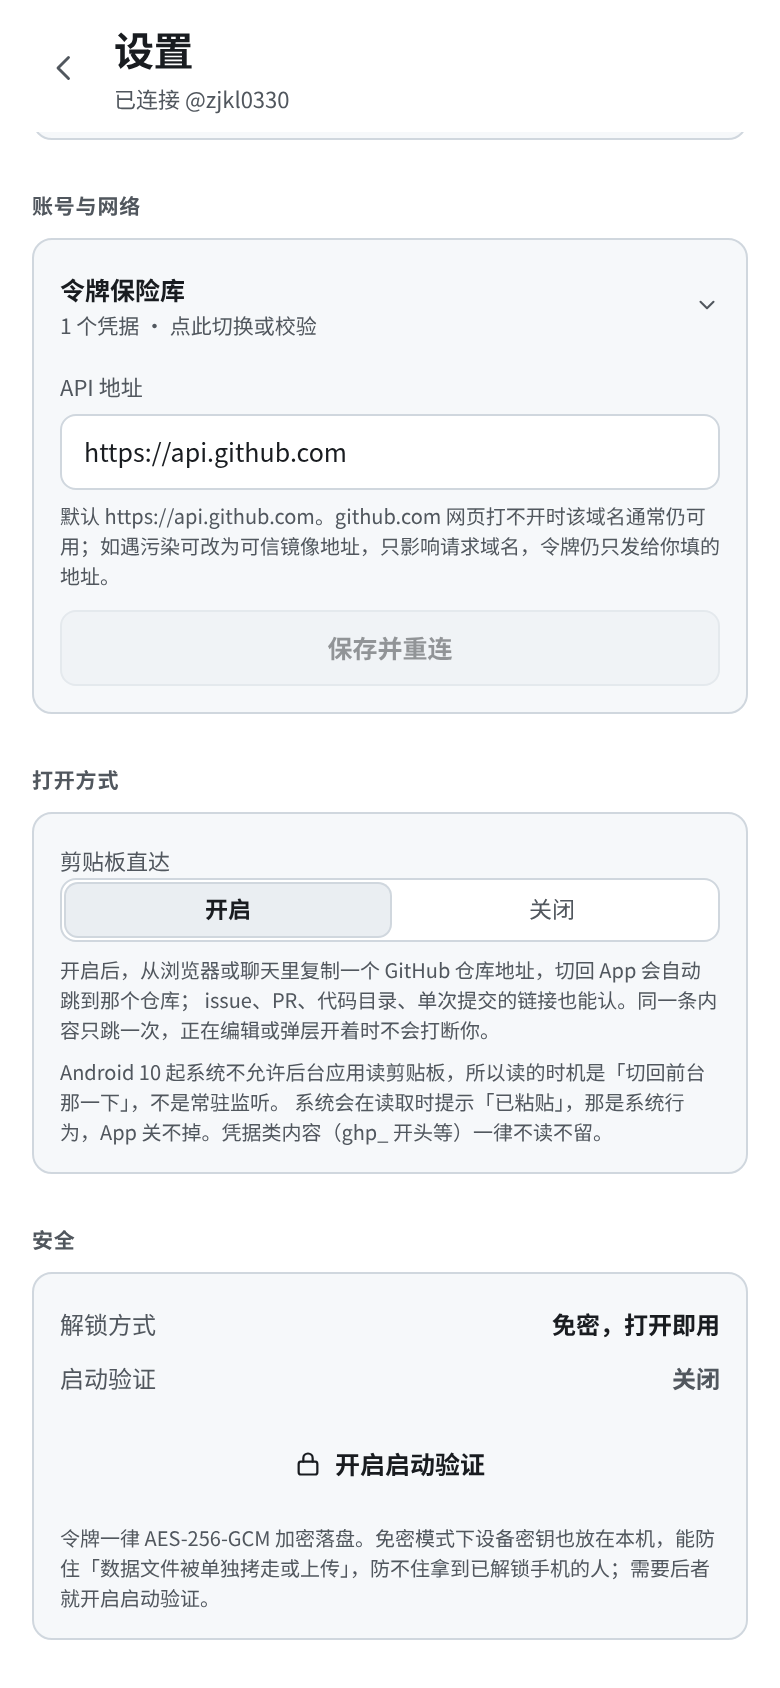 设置
已连接 @zjkl0330
账号与网络
令牌保险库
1 个凭据 · 点此切换或校验
API 地址
https://api.github.com
默认 https://api.github.com。github.com 网页打不开时该域名通常仍可
用；如遇污染可改为可信镜像地址，只影响请求域名，令牌仍只发给你填的
地址。
保存并重连
打开方式
剪贴板直达
开启
关闭
开启后，从浏览器或聊天里复制一个 GitHub 仓库地址，切回 App 会自动
跳到那个仓库； issue、PR、代码目录、单次提交的链接也能认。同一条内
容只跳一次，正在编辑或弹层开着时不会打断你。
Android 10 起系统不允许后台应用读剪贴板，所以读的时机是「切回前台
那一下」，不是常驻监听。 系统会在读取时提示「已粘贴」，那是系统行
为，App 关不掉。凭据类内容（ghp_ 开头等）一律不读不留。
安全
解锁方式
免密，打开即用
启动验证
关闭
开启启动验证
令牌一律 AES-256-GCM 加密落盘。免密模式下设备密钥也放在本机，能防
住「数据文件被单独拷走或上传」，防不住拿到已解锁手机的人；需要后者
就开启启动验证。